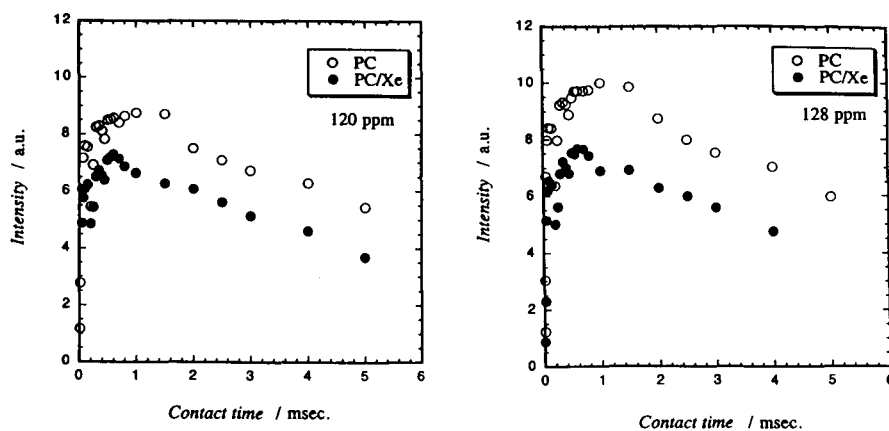 12
10
8
6
4
2
0
Intensity / a.u.
○ PC
● PC/Xe
120 ppm
0 1 2 3 4 5 6
Contact time / msec.
12
10
8
6
4
2
0
Intensity / a.u.
○ PC
● PC/Xe
128 ppm
0 1 2 3 4 5 6
Contact time / msec.